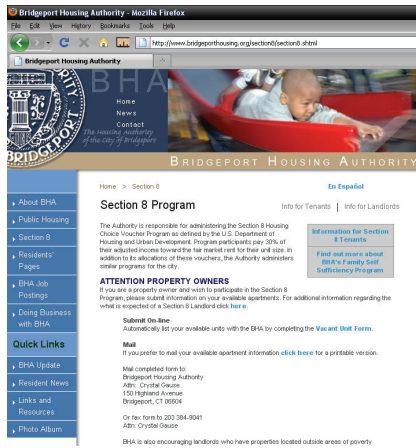 Bridgeport Housing Authority - Mozilla Firefox
File Edit View History Bookmarks Tools Help
http://www.bridgeporthousing.org/section8/section8.shtml
Bridgeport Housing Authority
BHA
Home
News
Contact
The Housing Authority
of the City of Bridgeport
BRIDGEPORT
BRIDGEPORT HOUSING AUTHORITY
Home > Section 8
En Español
About BHA
Public Housing
Section 8
Residents'
Pages
BHA Job
Postings
Doing Business
with BHA
Quick Links
BHA Update
Resident News
Links and
Resources
Photo Album
Section 8 Program
Info for Tenants | Info for Landlords
The Authority is responsible for administering the Section 8 Housing
Choice Voucher Program as defined by the U.S. Department of
Housing and Urban Development. Program participants pay 30% of
their adjusted income toward the fair market rent for their unit size. In
addition to its allocations of these vouchers, the Authority administers
similar programs for the city.
Information for Section
8 Tenants
Find out more about
BHA's Family Self
Sufficiency Program
ATTENTION PROPERTY OWNERS
If you are a property owner and wish to participate in the Section 8
Program, please submit information on your available apartments. For additional information regarding the
what is expected of a Section 8 Landlord click here.
Submit On-line
Automatically list your available units with the BHA by completing the Vacant Unit Form.
Mail
If you prefer to mail your available apartment information click here for a printable version.
Mail completed form to:
Bridgeport Housing Authority
Attn: Crystal Gause
150 Highland Avenue
Bridgeport, CT 06604
Or fax form to 203 384-9041
Attn: Crystal Gause
BHA is also encouraging landlords who have properties located outside areas of poverty